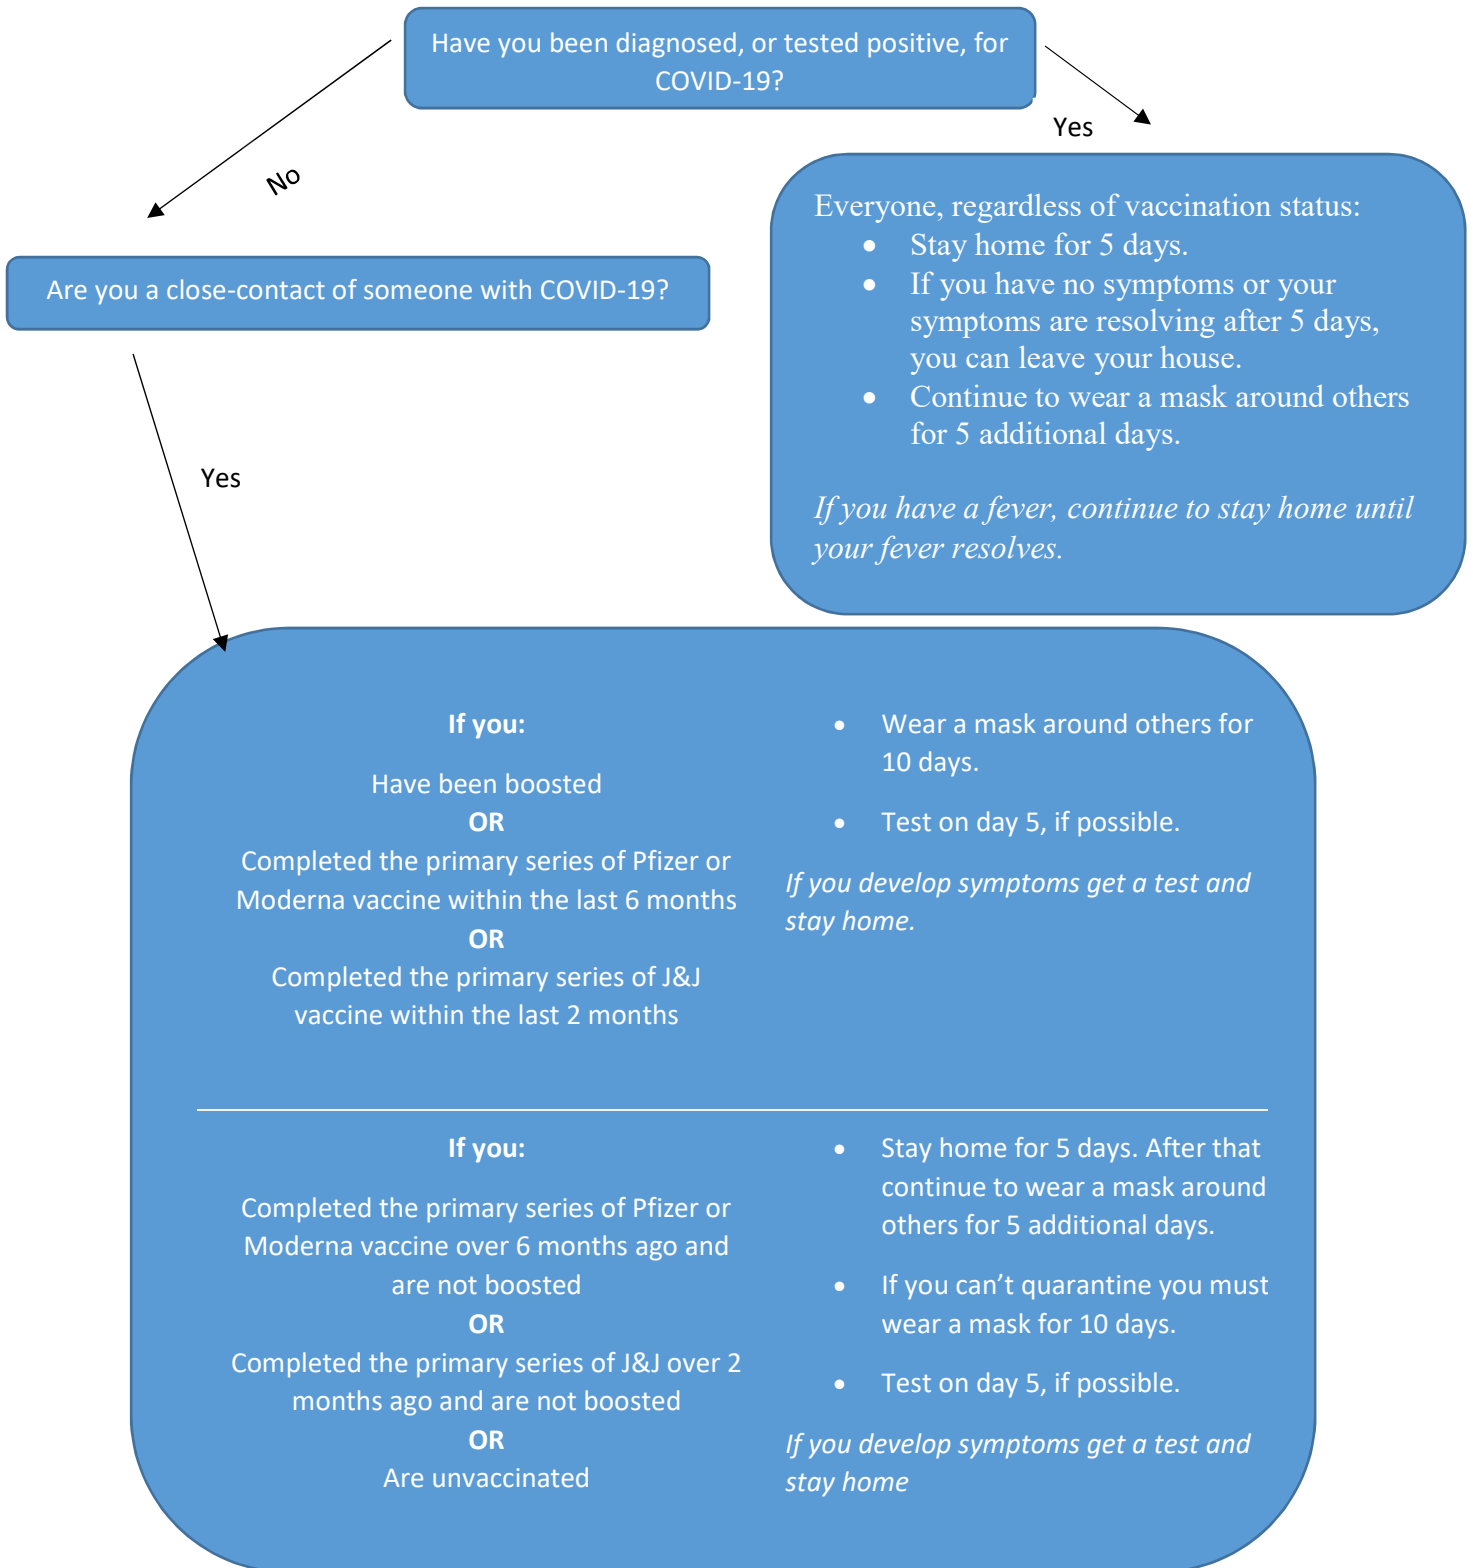 Have you been diagnosed, or tested positive, for
COVID-19?
Yes
No
Everyone, regardless of vaccination status:
• Stay home for 5 days.
• If you have no symptoms or your
symptoms are resolving after 5 days,
you can leave your house.
• Continue to wear a mask around others
for 5 additional days.
If you have a fever, continue to stay home until
your fever resolves.
Are you a close-contact of someone with COVID-19?
Yes
If you:
Have been boosted
OR
Completed the primary series of Pfizer or
Moderna vaccine within the last 6 months
OR
Completed the primary series of J&J
vaccine within the last 2 months
• Wear a mask around others for
10 days.
• Test on day 5, if possible.
If you develop symptoms get a test and
stay home.
If you:
Completed the primary series of Pfizer or
Moderna vaccine over 6 months ago and
are not boosted
OR
Completed the primary series of J&J over 2
months ago and are not boosted
OR
Are unvaccinated
• Stay home for 5 days. After that
continue to wear a mask around
others for 5 additional days.
• If you can’t quarantine you must
wear a mask for 10 days.
• Test on day 5, if possible.
If you develop symptoms get a test and
stay home